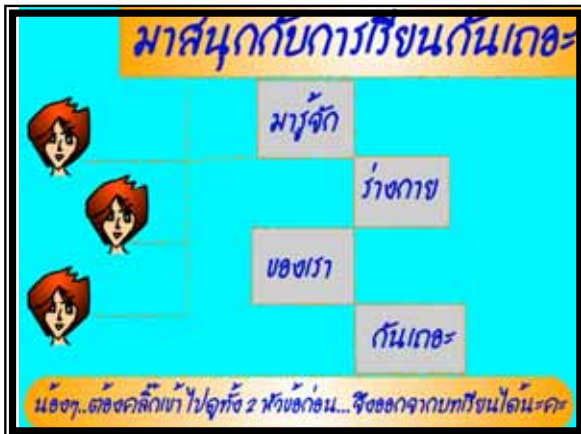 มาสนุกกับการเรียนกันเถอะ
มารู้จัก
ร่างกาย
ของเรา
กันเถอะ
น้องๆ..ต้องคลิ๊กเข้าไปดูทั้ง 2 หัวข้อก่อน...จึงออกจากบทเรียนได้นะคะ